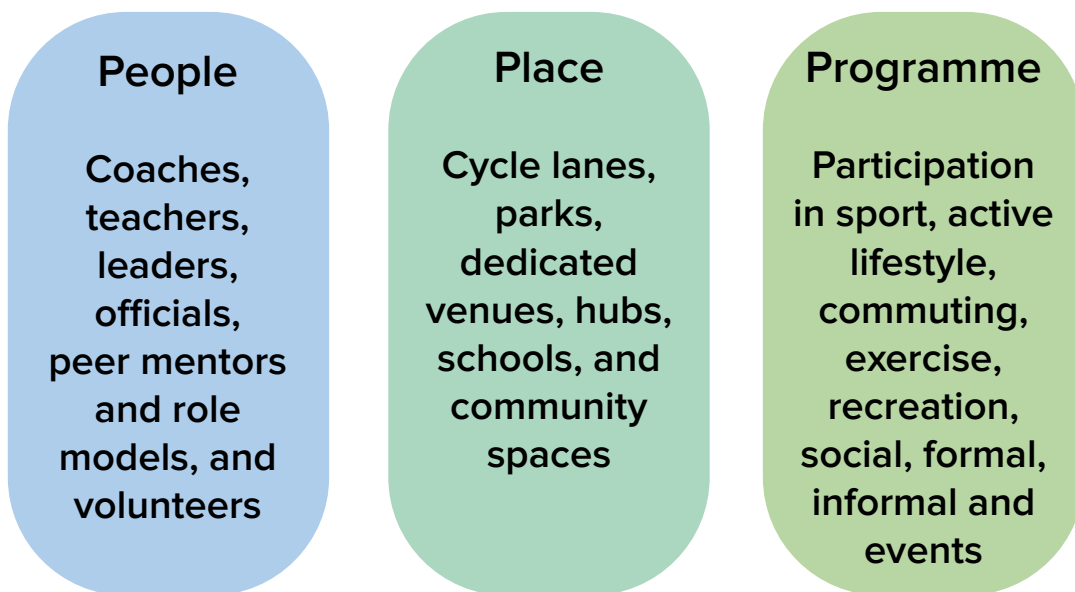 People
Coaches,
teachers,
leaders,
officials,
peer mentors
and role
models, and
volunteers
Place
Cycle lanes,
parks,
dedicated
venues, hubs,
schools, and
community
spaces
Programme
Participation
in sport, active
lifestyle,
commuting,
exercise,
recreation,
social, formal,
informal and
events